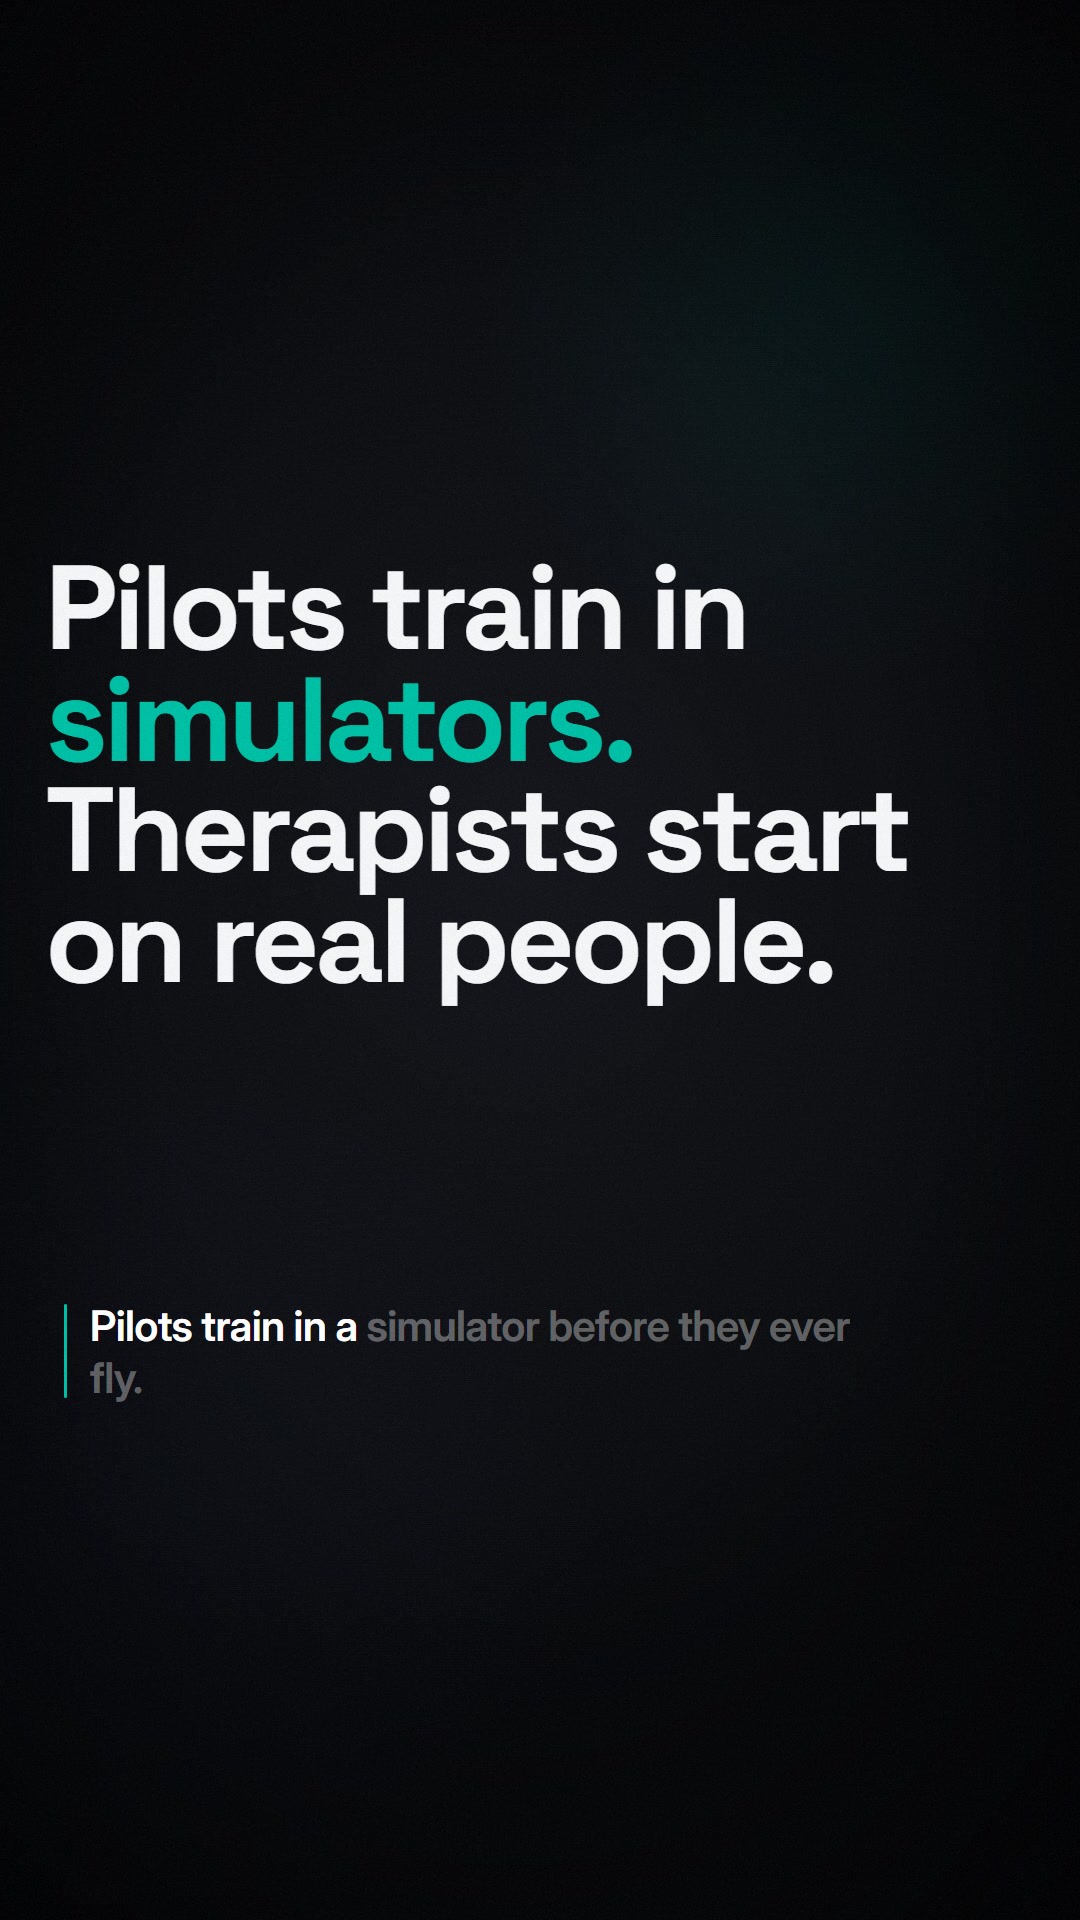 Pilots train in
simulators.
Therapists start
on real people.
Pilots train in a simulator before they ever
fly.